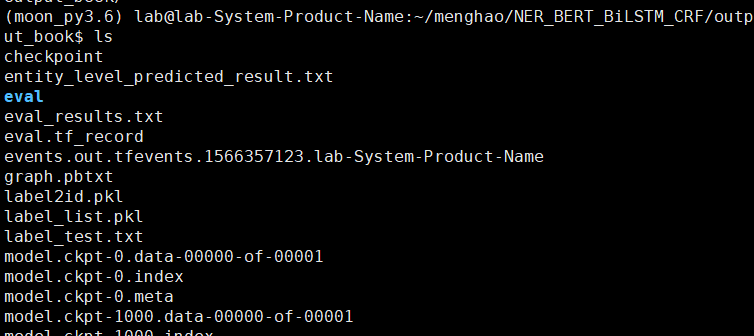 output_book/
(moon_py3.6) lab@lab-System-Product-Name:~/menghao/NER_BERT_BiLSTM_CRF/outp
ut_book$ ls
checkpoint
entity_level_predicted_result.txt
eval
eval_results.txt
eval.tf_record
events.out.tfevents.1566357123.lab-System-Product-Name
graph.pbtxt
label2id.pkl
label_list.pkl
label_test.txt
model.ckpt-0.data-00000-of-00001
model.ckpt-0.index
model.ckpt-0.meta
model.ckpt-1000.data-00000-of-00001
model.ckpt-1000.index